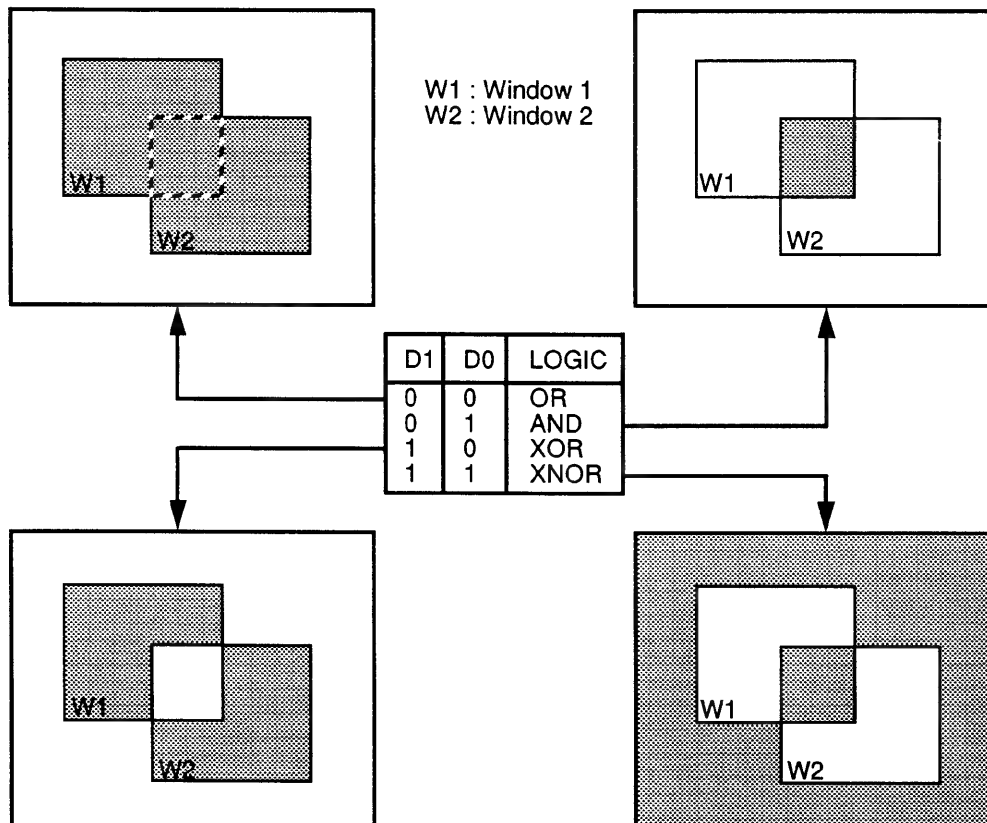 W1 : Window 1
W2 : Window 2
W1
W2
W1
W2
D1 D0 LOGIC
0 0 OR
0 1 AND
1 0 XOR
1 1 XNOR
W1
W2
W1
W2